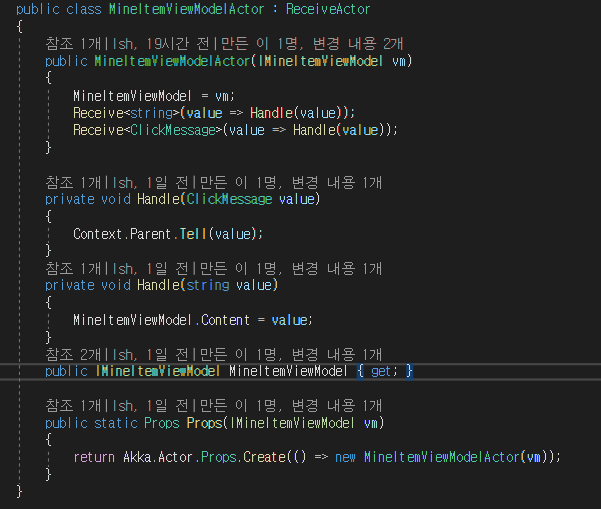 public class MineItemViewModelActor : ReceiveActor
{
참조 1개|lsh, 19시간 전|만든 이 1명, 변경 내용 2개
public MineItemViewModelActor(IMineItemViewModel vm)
{
MineItemViewModel = vm;
Receive<string>(value => Handle(value));
Receive<ClickMessage>(value => Handle(value));
}
참조 1개|lsh, 1일 전|만든 이 1명, 변경 내용 1개
private void Handle(ClickMessage value)
{
Context.Parent.Tell(value);
}
참조 1개|lsh, 1일 전|만든 이 1명, 변경 내용 1개
private void Handle(string value)
{
MineItemViewModel.Content = value;
}
참조 2개|lsh, 1일 전|만든 이 1명, 변경 내용 1개
public IMineItemViewModel MineItemViewModel { get; }
참조 1개|lsh, 1일 전|만든 이 1명, 변경 내용 1개
public static Props Props(IMineItemViewModel vm)
{
return Akka.Actor.Props.Create(() => new MineItemViewModelActor(vm));
}
}